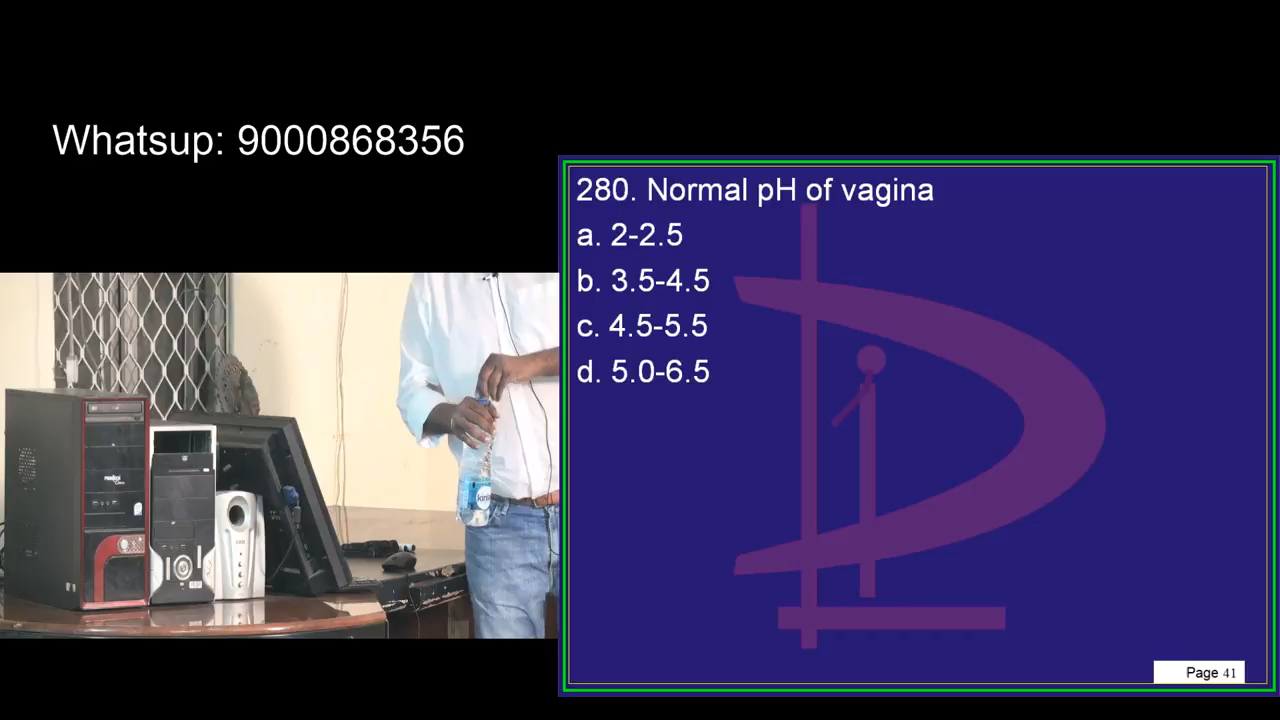 Whatsup: 9000868356
280. Normal pH of vagina
a. 2-2.5
b. 3.5-4.5
c. 4.5-5.5
d. 5.0-6.5
Page 41